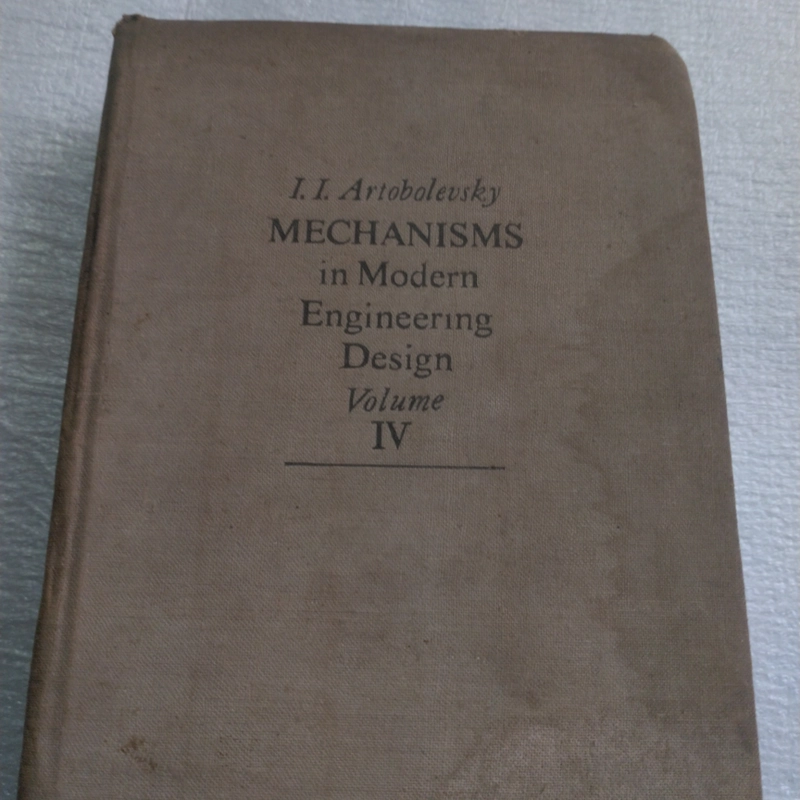 I. I. Artobolevsky
MECHANISMS
in Modern
Engineering
Design
Volume
IV